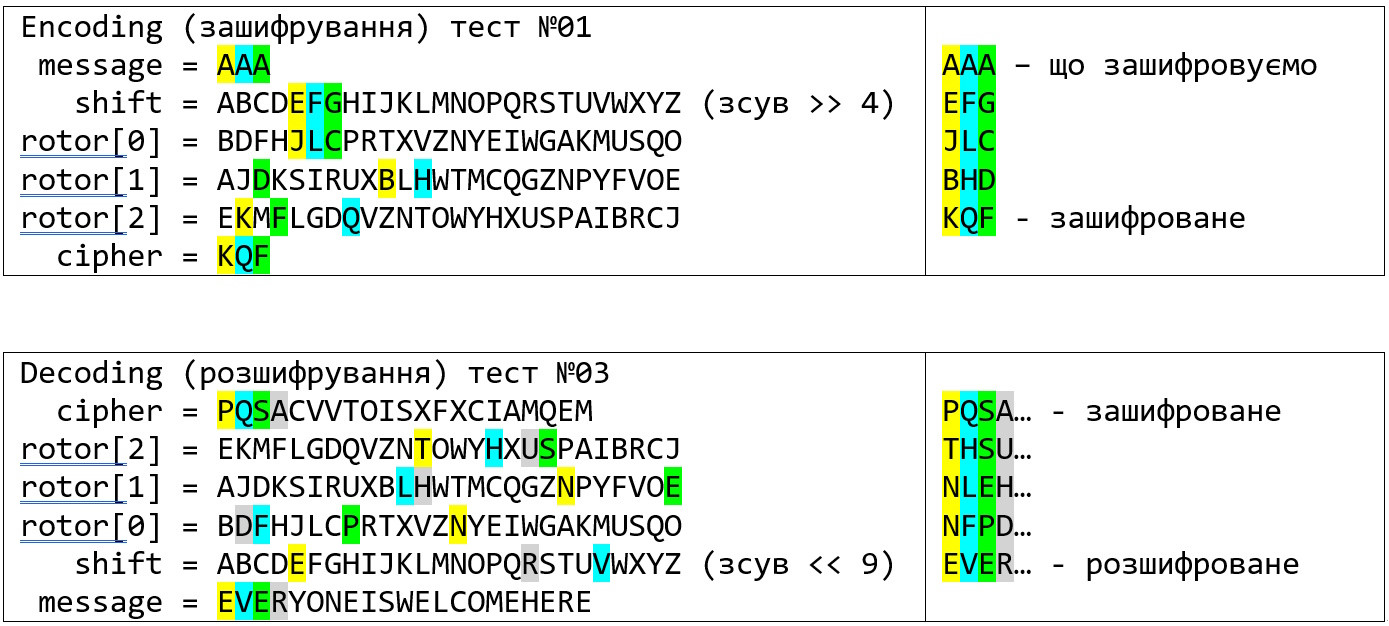 Encoding (зашифрування) тест №01
message = AAA
AAA – що зашифровуємо
shift = ABCDEFGHIJKLMNOPQRSTUVWXYZ (зсув >> 4)
EFG
rotor[0] = BDFHJLCPRTXVZNYEIWGAKMUSQO
JLC
rotor[1] = AJDKSIRUXBLHWTMCQGZNPYFVOE
BHD
rotor[2] = EKMFLGDQVZNTOWYHXUSPAIBRCJ
KQF - зашифроване
cipher = KQF
Decoding (розшифрування) тест №03
cipher = PQSACVVTOISXFXCIAMQEM
PQSA… - зашифроване
rotor[2] = EKMFLGDQVZNTOWYHXUSPAIBRCJ
THSU…
rotor[1] = AJDKSIRUXBLHWTMCQGZNPYFVOE
NLEH…
rotor[0] = BDFHJLCPRTXVZNYEIWGAKMUSQO
NFPD…
shift = ABCDEFGHIJKLMNOPQRSTUVWXYZ (зсув << 9)
EVER… - розшифроване
message = EVERYONEISWELCOMEHERE